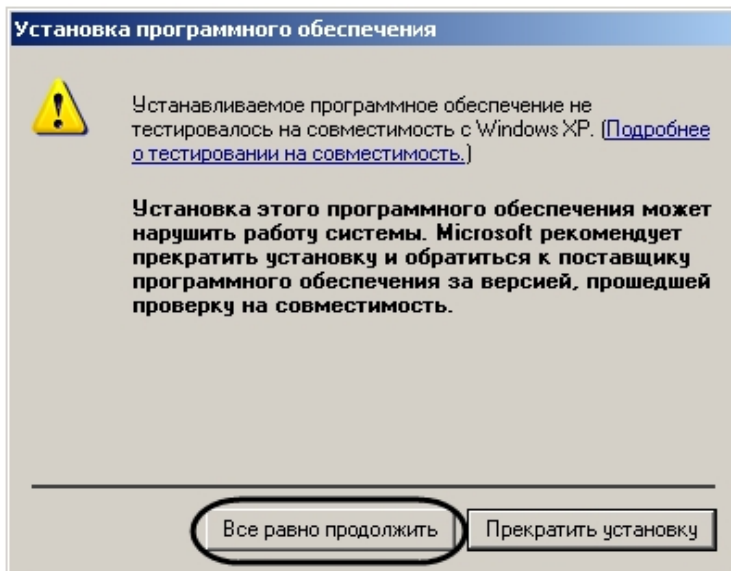 Установка программного обеспечения
Устанавливаемое программное обеспечение не
тестировалось на совместимость с Windows XP. (Подробнее
о тестировании на совместимость.)
Установка этого программного обеспечения может
нарушить работу системы. Microsoft рекомендует
прекратить установку и обратиться к поставщику
программного обеспечения за версией, прошедшей
проверку на совместимость.
Все равно продолжить
Прекратить установку